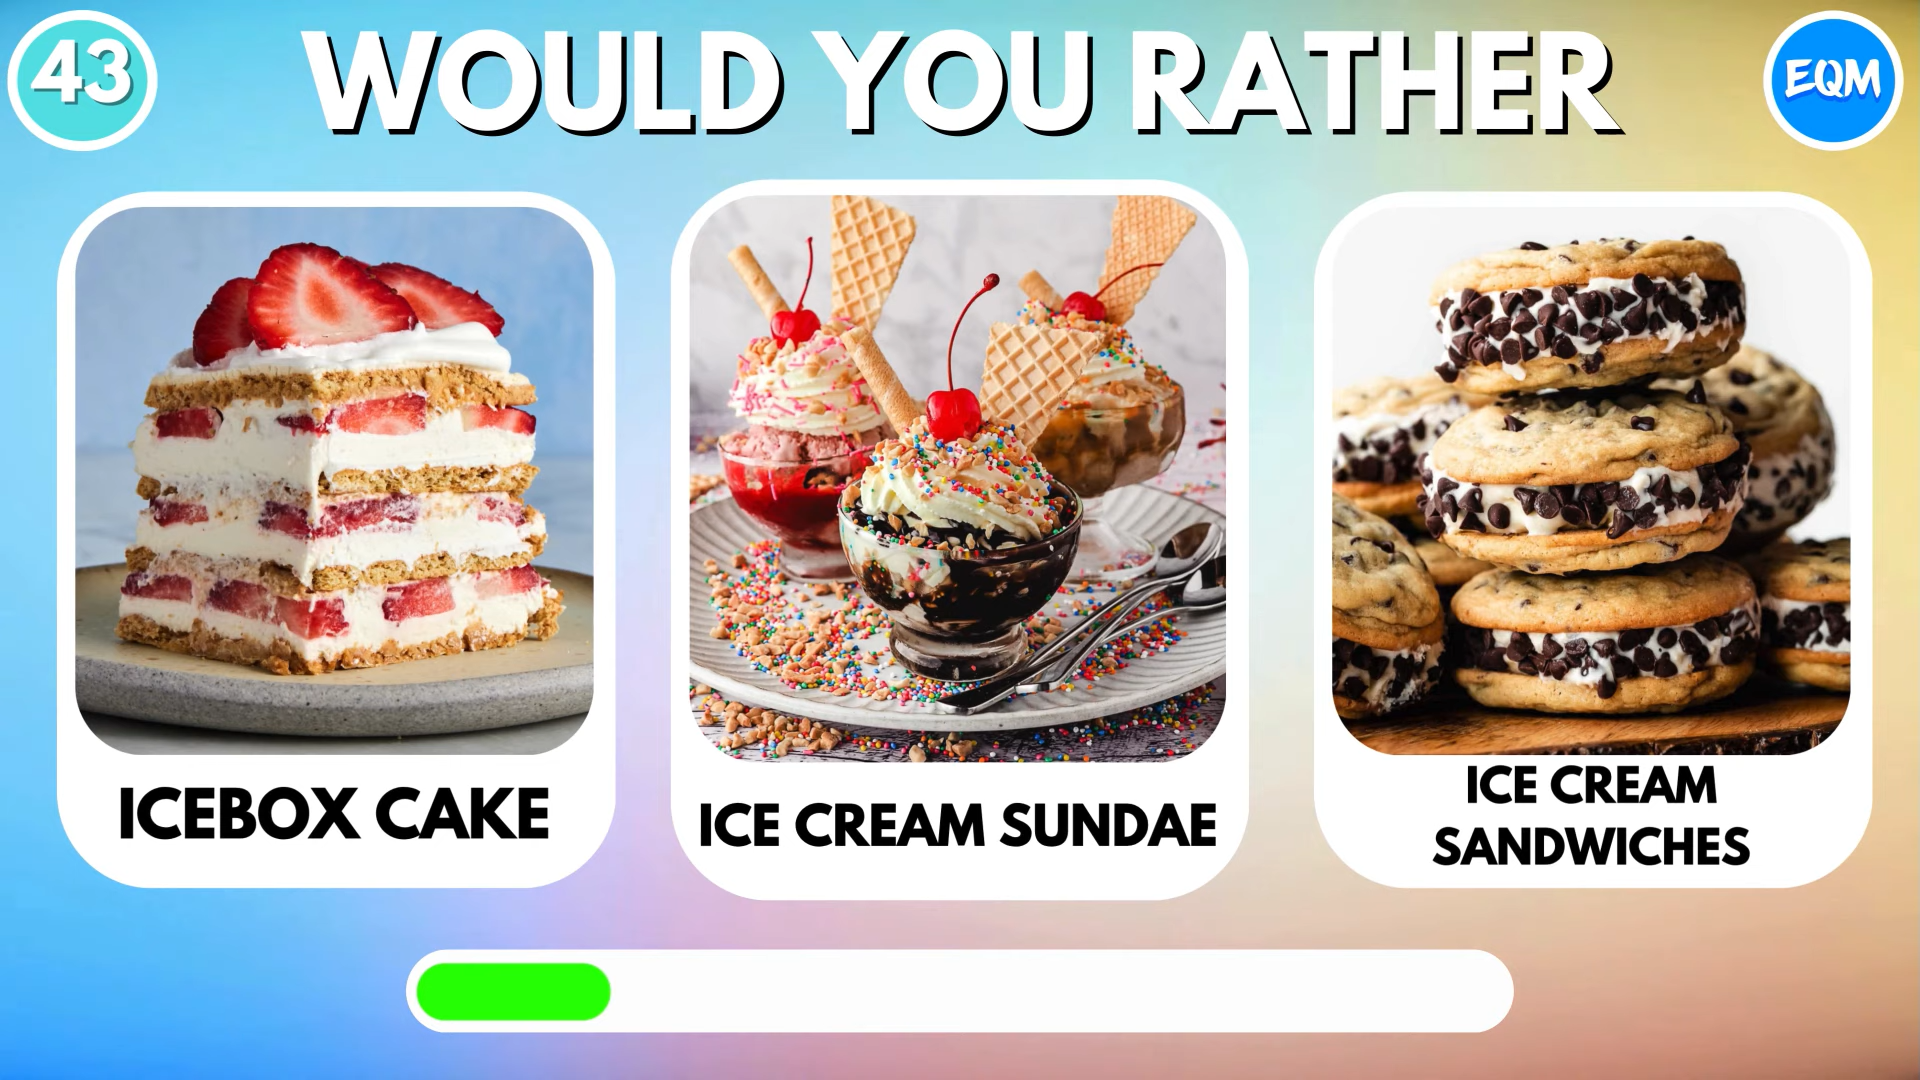 43
WOULD YOU RATHER
EQM
ICEBOX CAKE
ICE CREAM SUNDAE
ICE CREAM
SANDWICHES